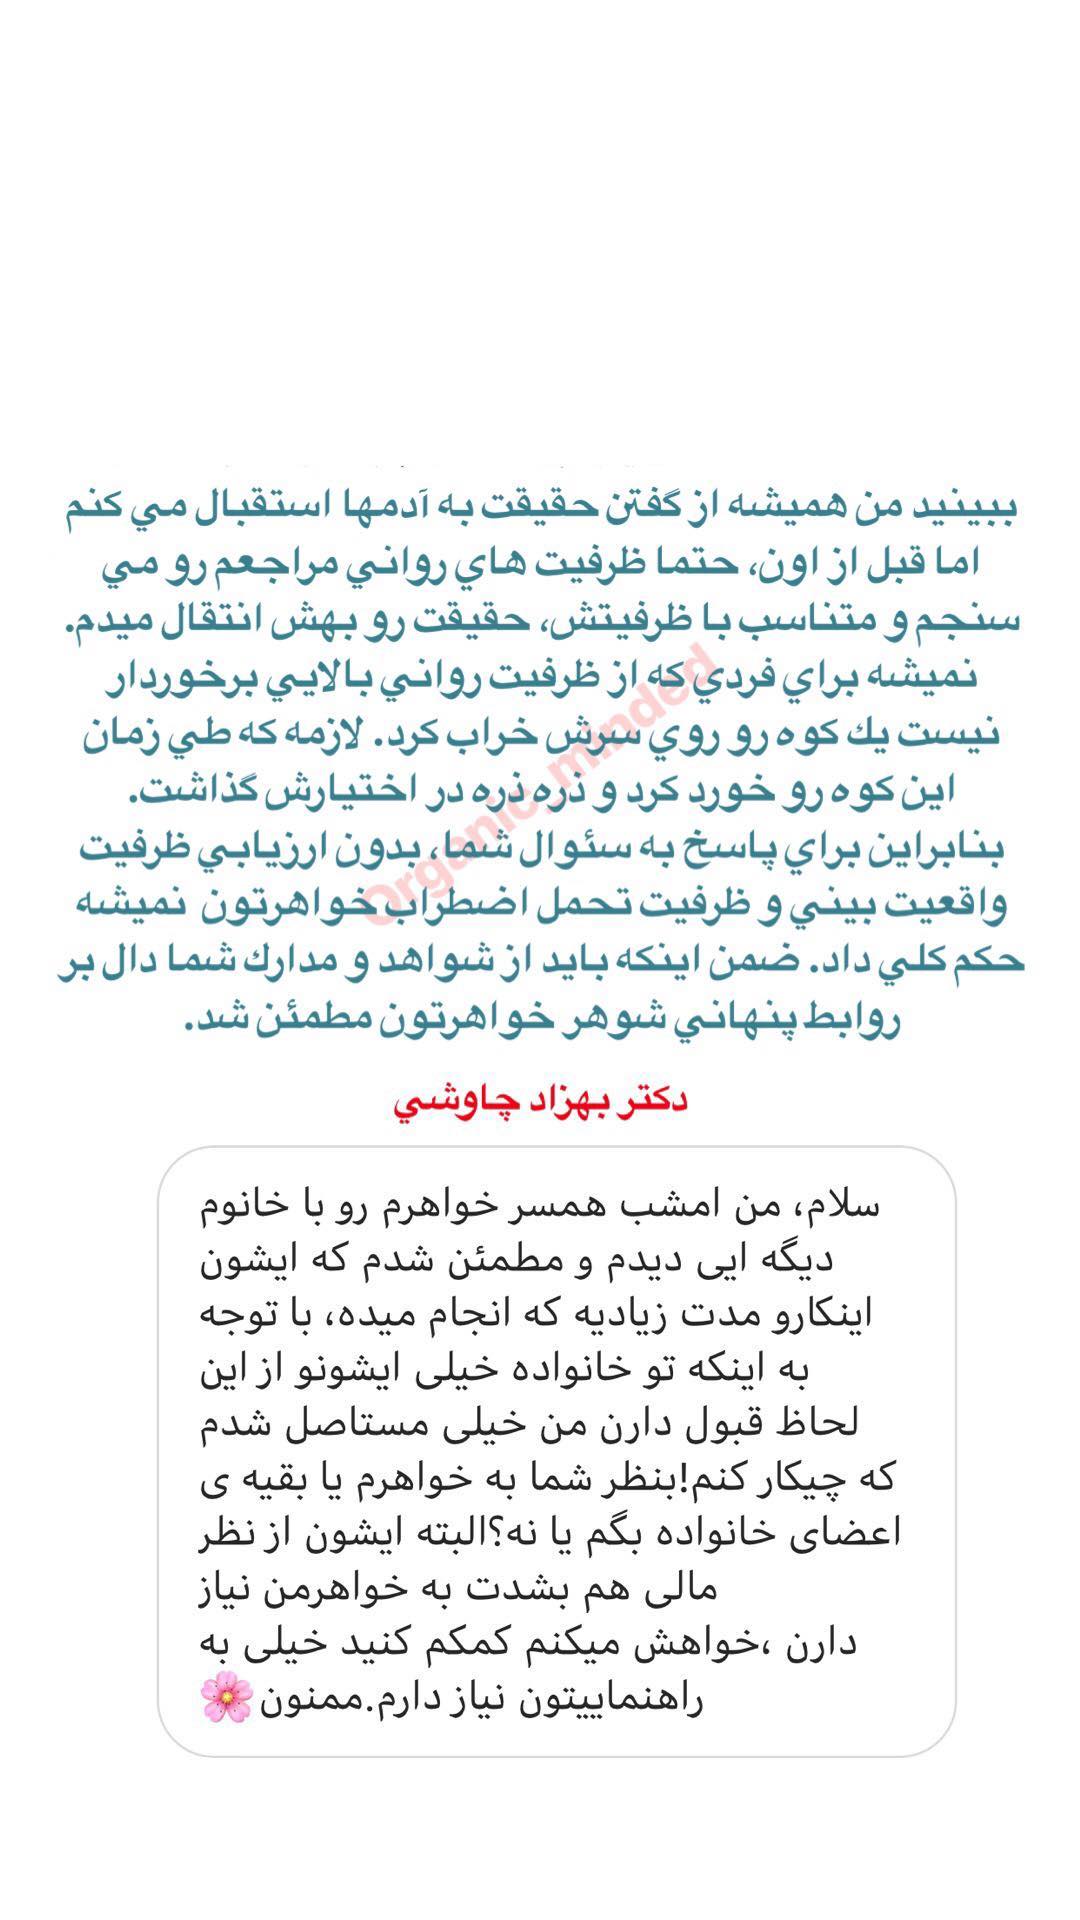 ببينيد من هميشه از گفتن حقيقت به آدمها استقبال مي كنم
اما قبل از اون، حتما ظرفيت هاي رواني مراجعم رو مي
سنجم و متناسب با ظرفيتش، حقيقت رو بهش انتقال ميدم.
نميشه براي فردي كه از ظرفيت رواني بالايي برخوردار
نيست يك كوه رو روي سرش خراب كرد. لازمه كه طي زمان
اين كوه رو خورد كرد و ذره ذره در اختيارش گذاشت.
بنابراين براي پاسخ به سئوال شما، بدون ارزيابي ظرفيت
واقعيت بيني و ظرفيت تحمل اضطراب خواهرتون نميشه
حكم كلي داد. ضمن اينكه بايد از شواهد و مدارك شما دال بر
روابط پنهاني شوهر خواهرتون مطمئن شد.
Organic_minded
دكتر بهزاد چاوشي
سلام، من امشب همسر خواهرم رو با خانوم
دیگه ایی دیدم و مطمئن شدم که ایشون
اینکارو مدت زیادیه که انجام میده، با توجه
به اینکه تو خانواده خیلی ایشونو از این
لحاظ قبول دارن من خیلی مستاصل شدم
که چیکار کنم!بنظر شما به خواهرم یا بقیه ی
اعضای خانواده بگم یا نه؟البته ایشون از نظر
مالی هم بشدت به خواهرمن نیاز
دارن ،خواهش میکنم کمکم کنید خیلی به
راهنماییتون نیاز دارم.ممنون🌸